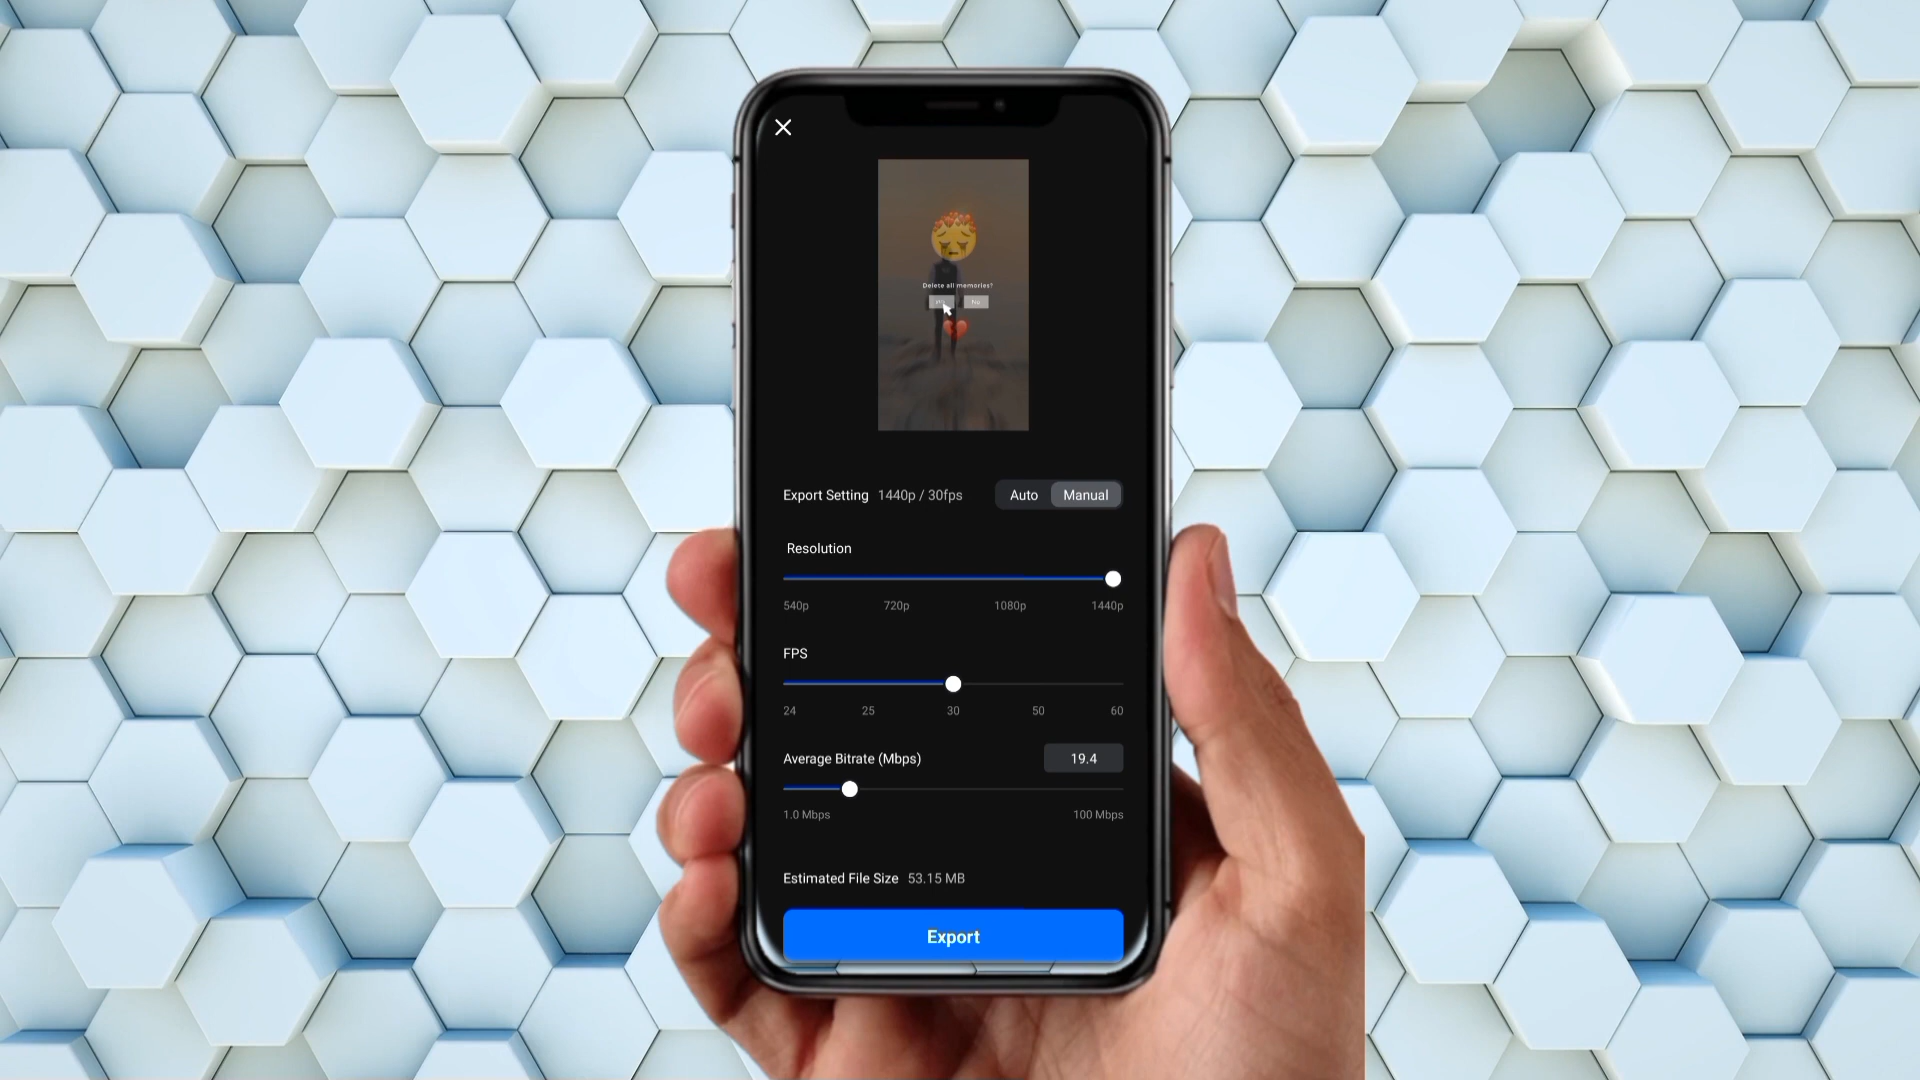 Delete all memories?
No
Export Setting 1440p / 30fps Auto Manual
Resolution
540p 720p 1080p 1440p
FPS
24 25 30 50 60
Average Bitrate (Mbps) 19.4
1.0 Mbps 100 Mbps
Estimated File Size 53.15 MB
Export